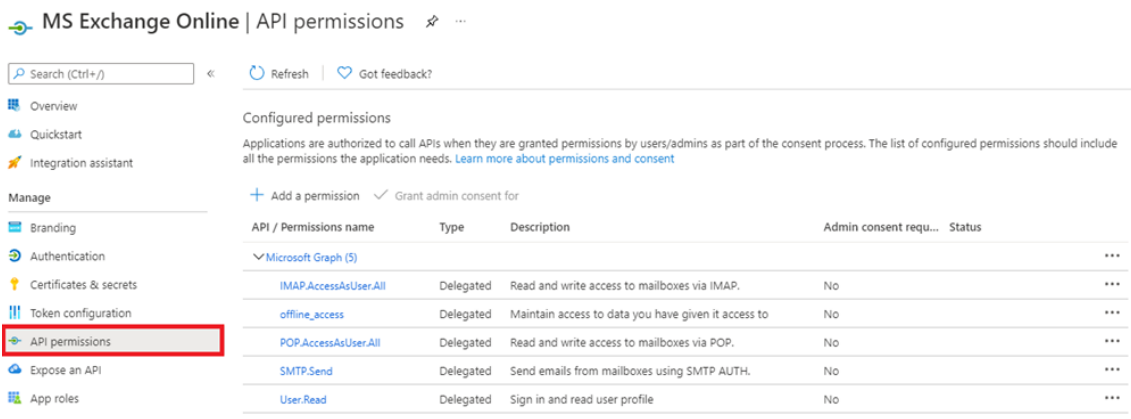 MS Exchange Online | API permissions ...
Search (Ctrl+/)
«
Refresh
Got feedback?
Overview
Quickstart
Integration assistant
Manage
Branding
Authentication
Certificates & secrets
Token configuration
API permissions
Expose an API
App roles
Configured permissions
Applications are authorized to call APIs when they are granted permissions by users/admins as part of the consent process. The list of configured permissions should include
all the permissions the application needs. Learn more about permissions and consent
Add a permission Grant admin consent for
API / Permissions name Type Description Admin consent requ... Status
Microsoft Graph (5) ...
IMAP.AccessAsUser.All Delegated Read and write access to mailboxes via IMAP. No ...
offline_access Delegated Maintain access to data you have given it access to No ...
POP.AccessAsUser.All Delegated Read and write access to mailboxes via POP. No ...
SMTP.Send Delegated Send emails from mailboxes using SMTP AUTH. No ...
User.Read Delegated Sign in and read user profile No ...